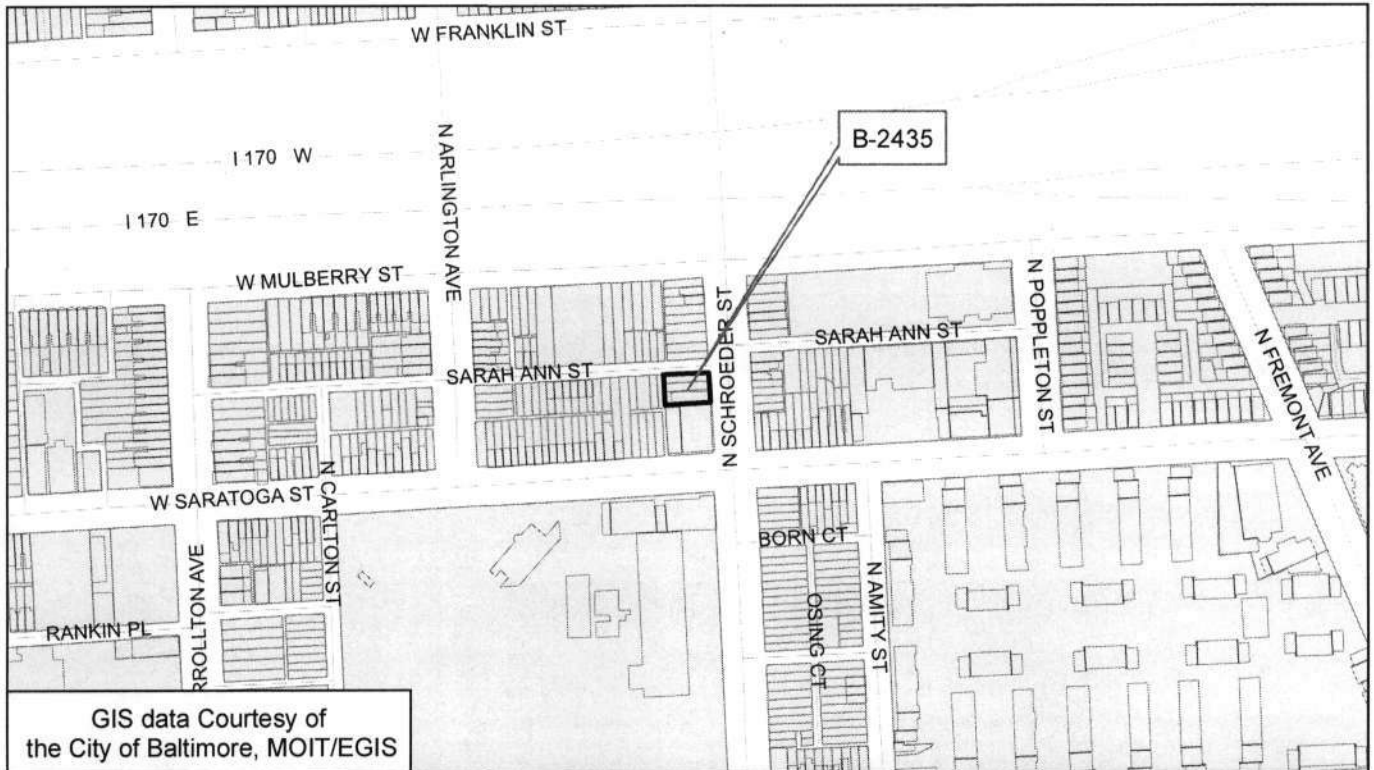 W FRANKLIN ST
B-2435
I 170 W
N ARLINGTON AVE
I 170 E
W MULBERRY ST
N SCHROEDER ST
N POPPLETON ST
SARAH ANN ST
N FREMONT AVE
SARAH ANN ST
W SARATOGA ST
N CARLTON ST
BORN CT
RROLLTON AVE
N AMITY ST
OSING CT
RANKIN PL
GIS data Courtesy of
the City of Baltimore, MOIT/EGIS